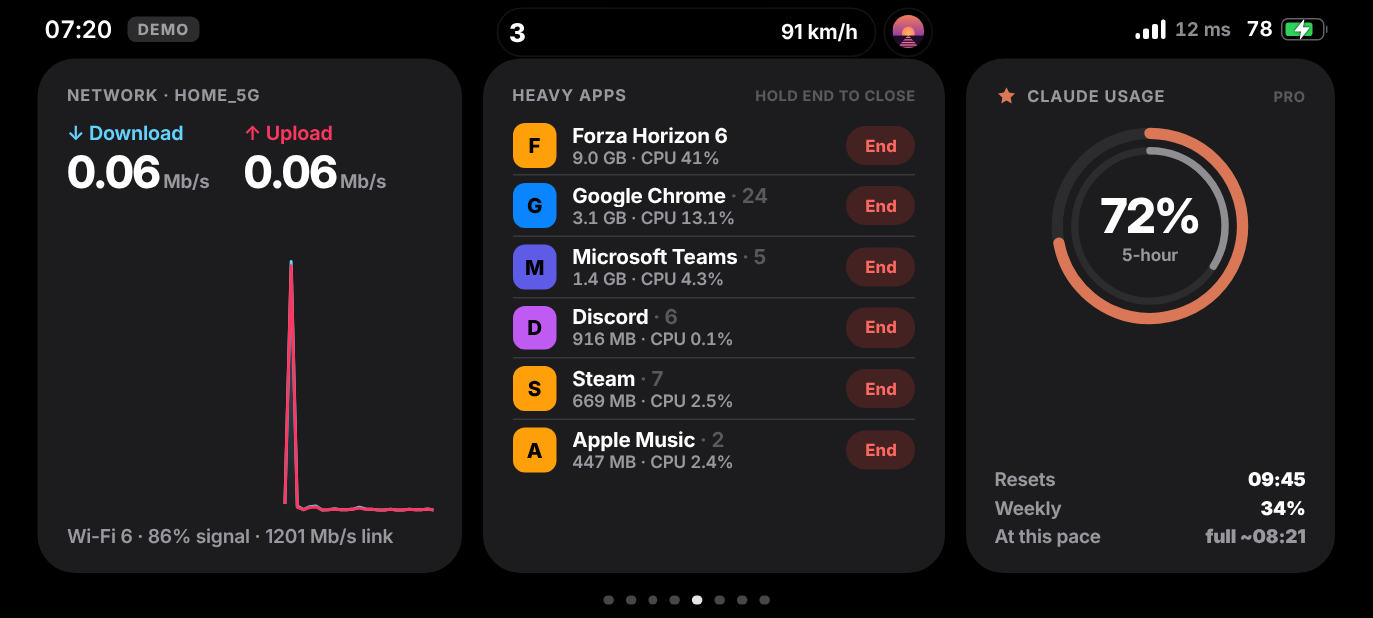 07:20 DEMO
3 91 km/h
12 ms 78
NETWORK · HOME_5G
↓ Download ↑ Upload
0.06 Mb/s 0.06 Mb/s
Wi-Fi 6 · 86% signal · 1201 Mb/s link
HEAVY APPS HOLD END TO CLOSE
F Forza Horizon 6 End
9.0 GB · CPU 41%
G Google Chrome · 24 End
3.1 GB · CPU 13.1%
M Microsoft Teams · 5 End
1.4 GB · CPU 4.3%
D Discord · 6 End
916 MB · CPU 0.1%
S Steam · 7 End
669 MB · CPU 2.5%
A Apple Music · 2 End
447 MB · CPU 2.4%
CLAUDE USAGE PRO
72%
5-hour
Resets 09:45
Weekly 34%
At this pace full ~08:21